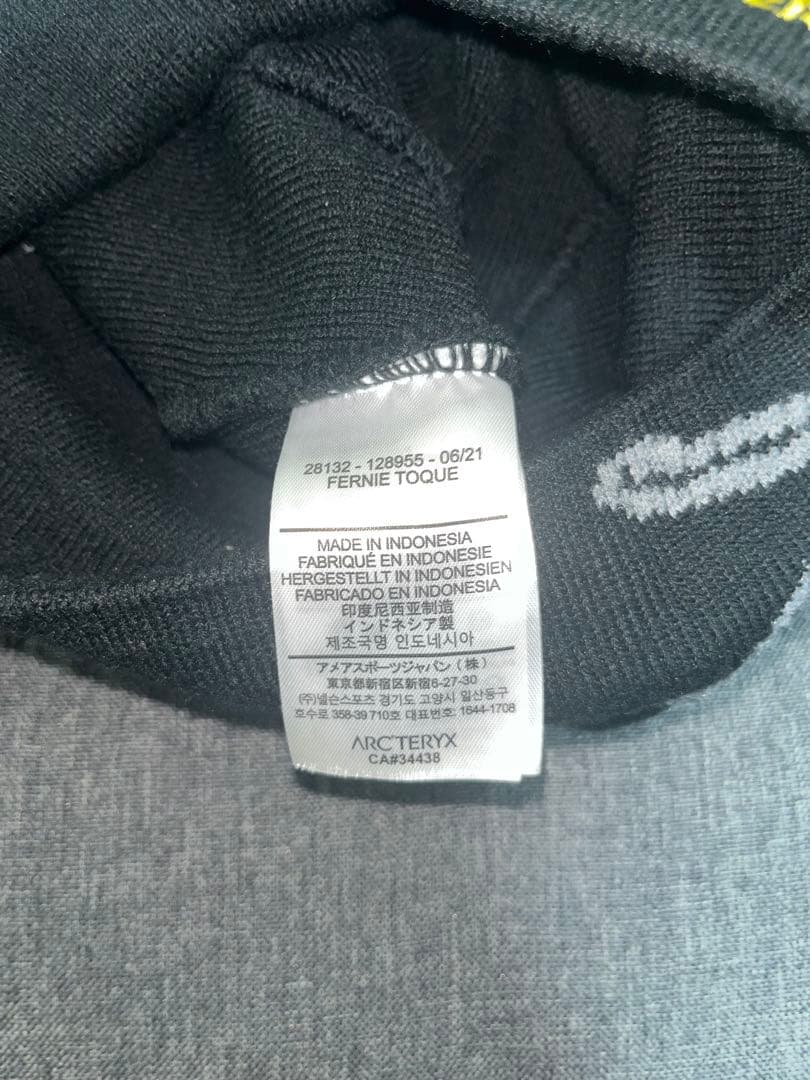 28132 - 128955 - 06/21
FERNIE TOQUE
MADE IN INDONESIA
FABRIQUÉ EN INDONESIE
HERGESTELLT IN INDONESIEN
FABRICADO EN INDONESIA
印度尼西亚制造
インドネシア製
제조국명 인도네시아
アメアスポーツジャパン（株）
東京都新宿区新宿6-27-30
(주)넬슨스포츠 경기도 고양시 일산동구
호수로 358-39 710호 대표번호: 1644-1708
ARC'TERYX
CA#34438